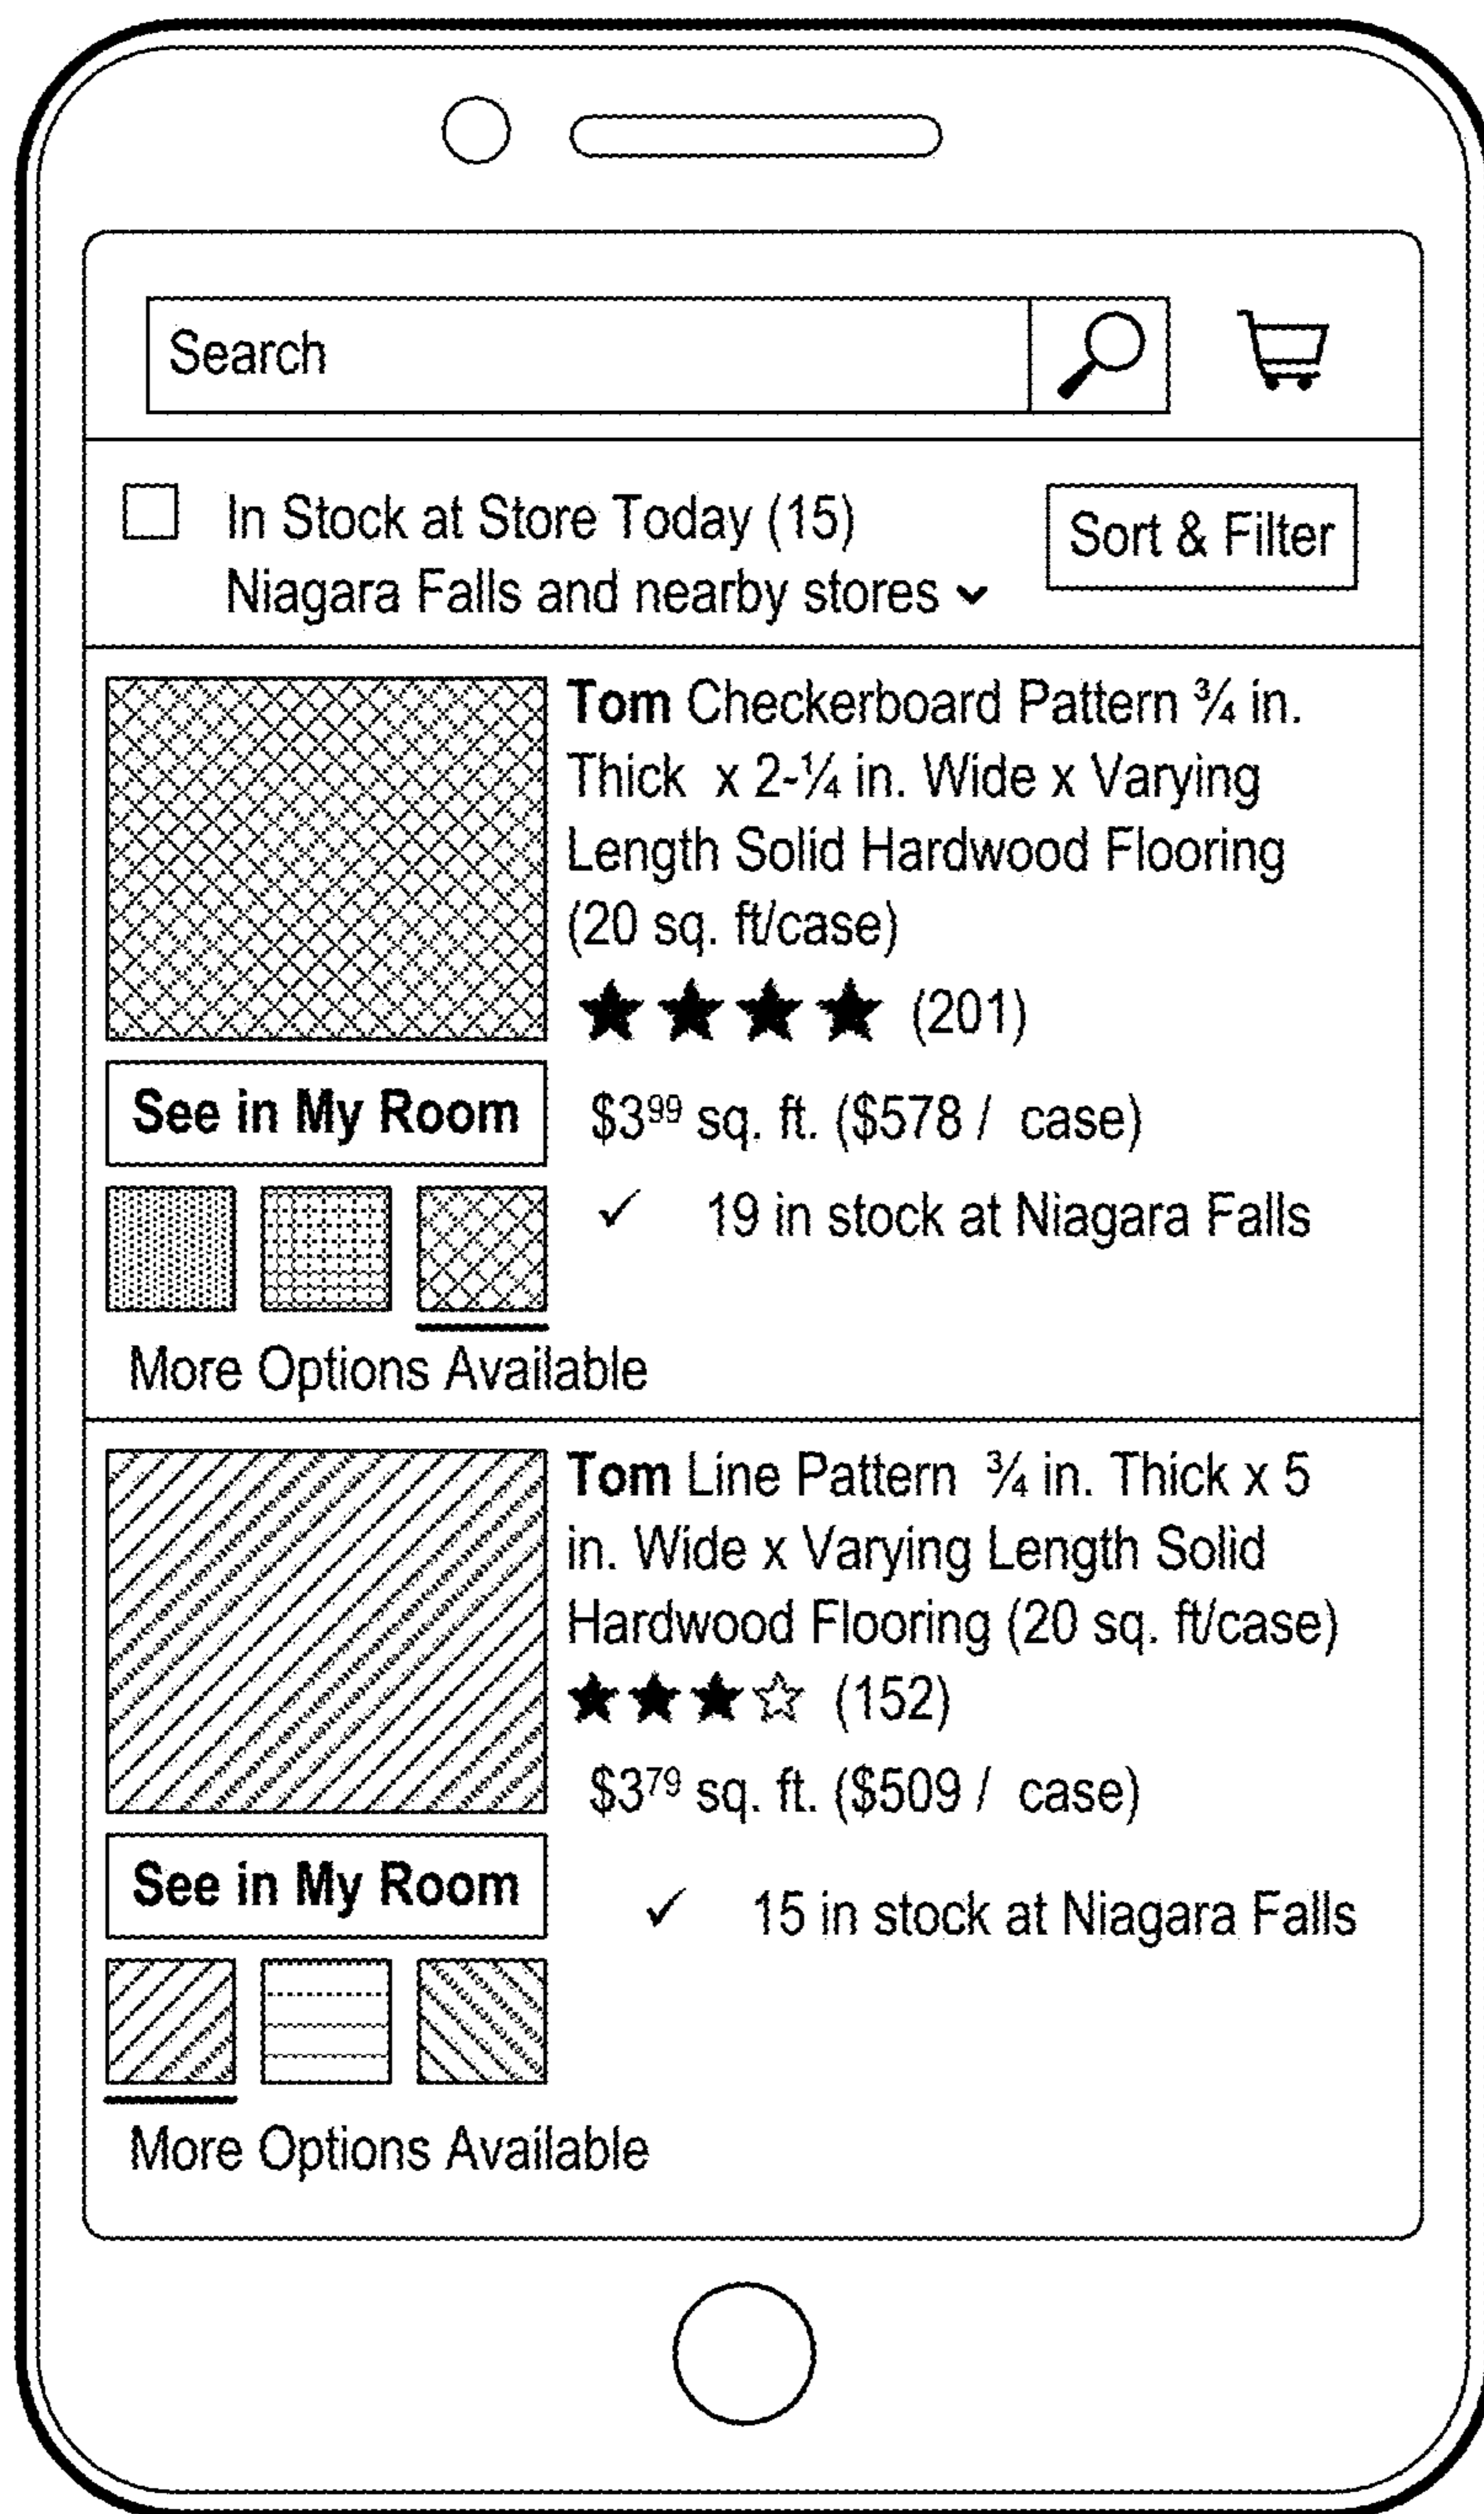 Search
In Stock at Store Today (15)
Niagara Falls and nearby stores
Sort & Filter
Tom Checkerboard Pattern ¾ in.
Thick x 2-¼ in. Wide x Varying
Length Solid Hardwood Flooring
(20 sq. ft/case)
(201)
See in My Room
$3⁹⁹ sq. ft. ($578 / case)
19 in stock at Niagara Falls
More Options Available
Tom Line Pattern ¾ in. Thick x 5
in. Wide x Varying Length Solid
Hardwood Flooring (20 sq. ft/case)
(152)
$3⁷⁹ sq. ft. ($509 / case)
See in My Room
15 in stock at Niagara Falls
More Options Available